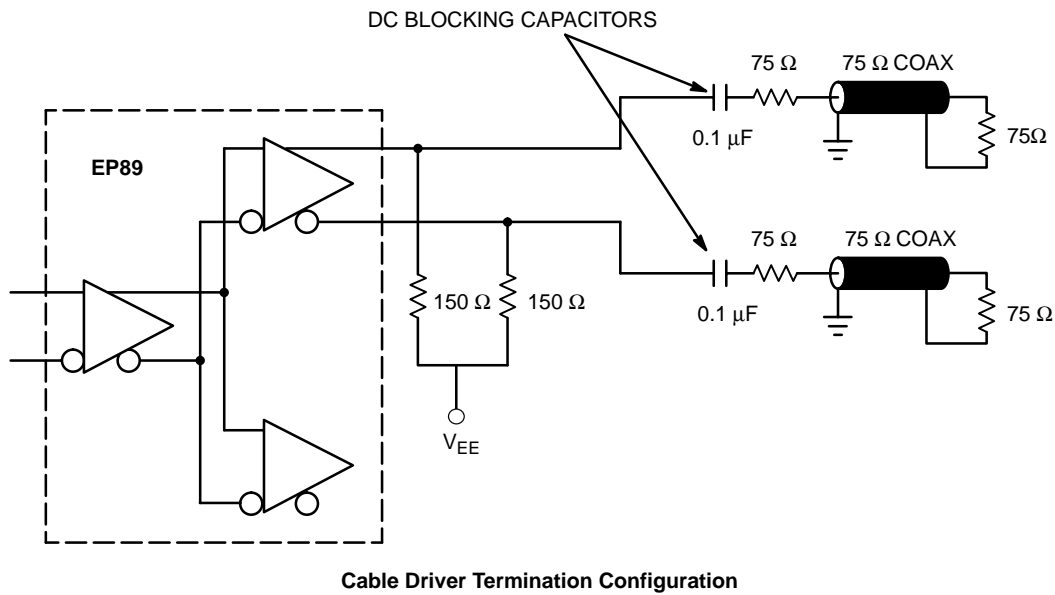 DC BLOCKING CAPACITORS
75 Ω
75 Ω COAX
0.1 μF
75Ω
EP89
75 Ω
75 Ω COAX
150 Ω
150 Ω
0.1 μF
75 Ω
VEE
Cable Driver Termination Configuration